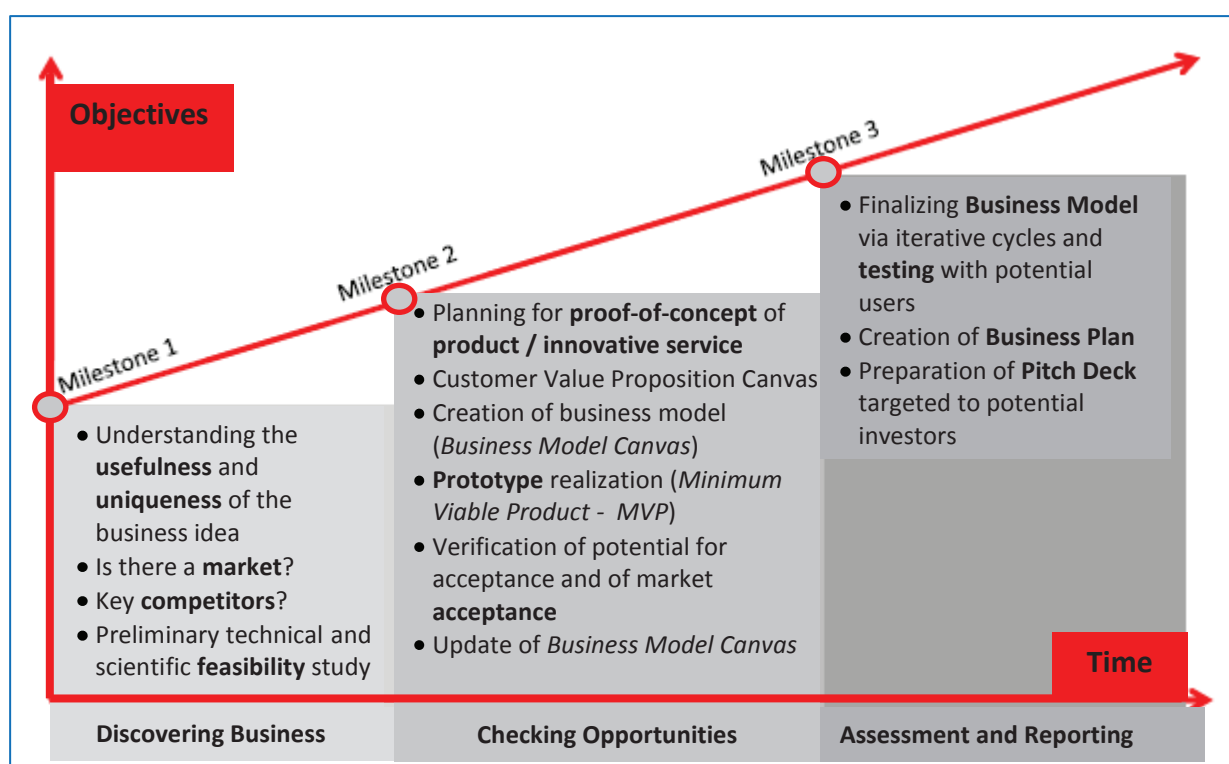 Objectives
Milestone 1
Milestone 2
Milestone 3
• Understanding the
usefulness and
uniqueness of the
business idea
• Is there a market?
• Key competitors?
• Preliminary technical and
scientific feasibility study
• Planning for proof-of-concept of
product / innovative service
• Customer Value Proposition Canvas
• Creation of business model
(Business Model Canvas)
• Prototype realization (Minimum
Viable Product - MVP)
• Verification of potential for
acceptance and of market
acceptance
• Update of Business Model Canvas
• Finalizing Business Model
via iterative cycles and
testing with potential
users
• Creation of Business Plan
• Preparation of Pitch Deck
targeted to potential
investors
Time
Discovering Business
Checking Opportunities
Assessment and Reporting